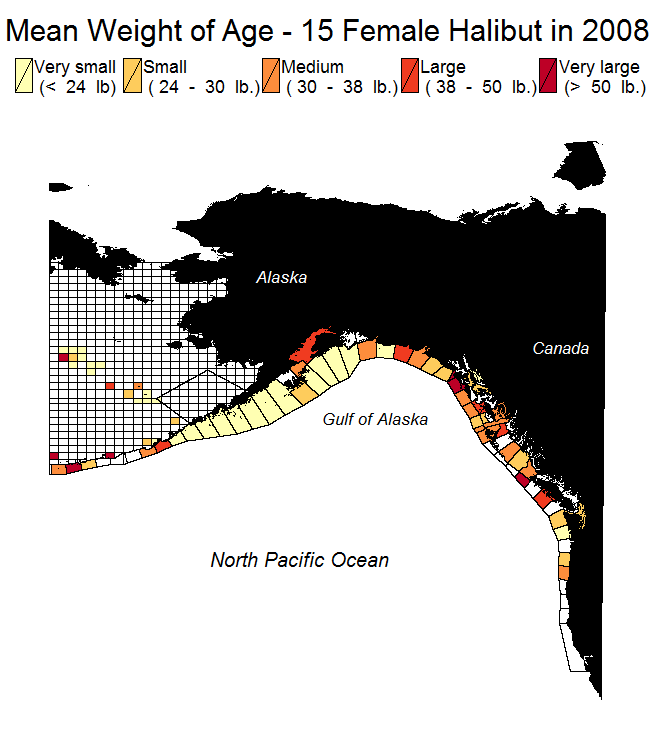 Mean Weight of Age - 15 Female Halibut in 2008
Very small Small Medium Large Very large
(< 24 lb) (24 - 30 lb.) (30 - 38 lb.) (38 - 50 lb.) (> 50 lb.)
Alaska
Canada
Gulf of Alaska
North Pacific Ocean